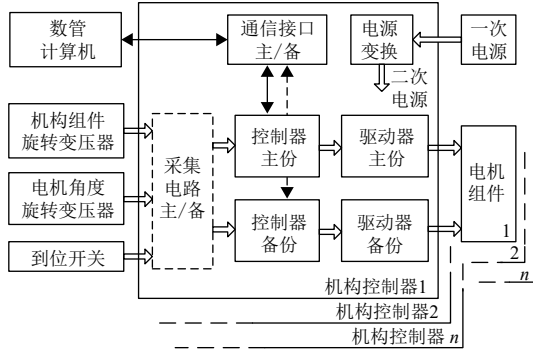 数管
计算机
通信接口
主/备
电源
变换
一次
电源
二次
电源
机构组件
旋转变压器
电机角度
旋转变压器
到位开关
采集
电路
主/备
控制器
主份
驱动器
主份
控制器
备份
驱动器
备份
电机
组件
1
2
n
机构控制器1
机构控制器2
机构控制器 n